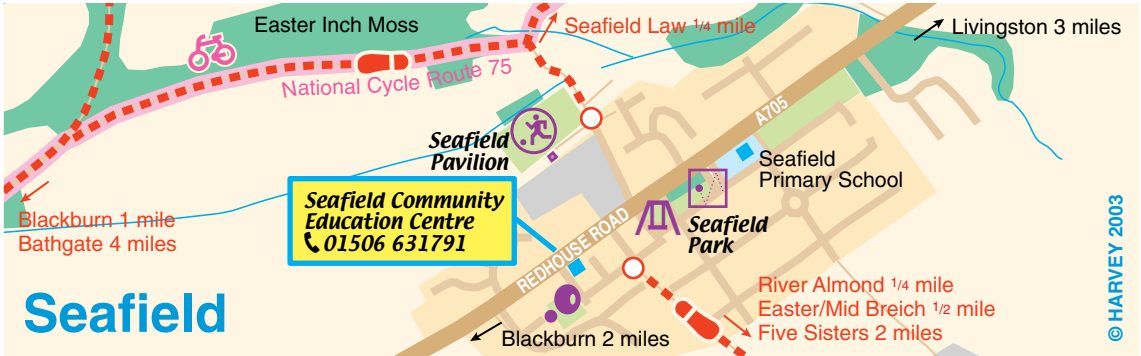 Easter Inch Moss
Seafield Law 1/4 mile
Livingston 3 miles
National Cycle Route 75
A705
Seafield
Pavilion
Seafield
Primary School
Seafield Community
Education Centre
01506 631791
Blackburn 1 mile
Bathgate 4 miles
REDHOUSE ROAD
Seafield
Park
Seafield
River Almond 1/4 mile
Easter/Mid Breich 1/2 mile
Five Sisters 2 miles
Blackburn 2 miles
© HARVEY 2003